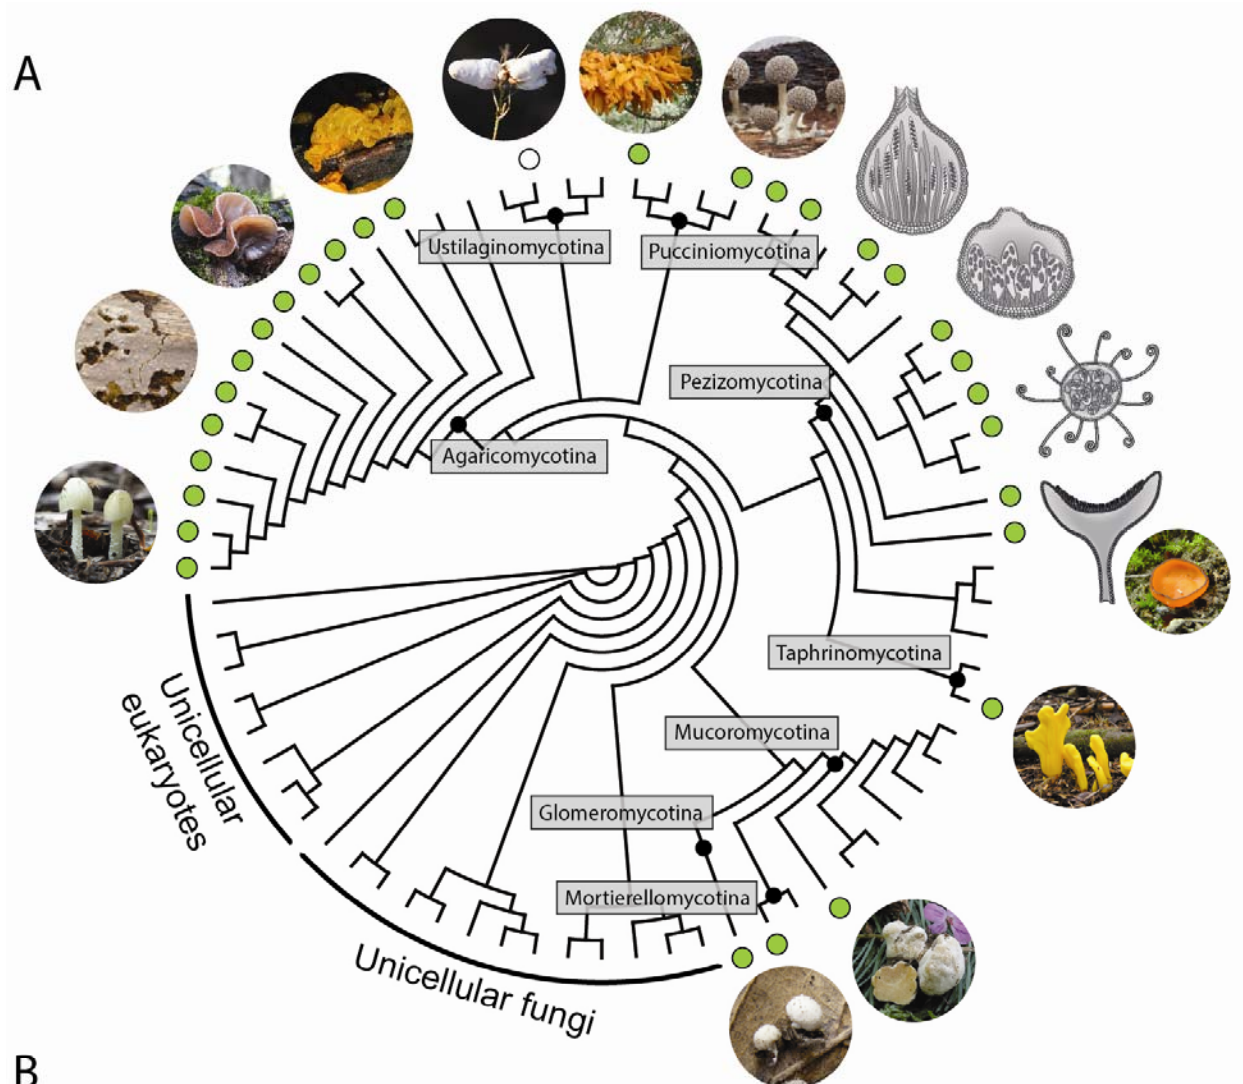 A
Ustilaginomycotina
Pucciniomycotina
Pezizomycotina
Agaricomycotina
Taphrinomycotina
Mucoromycotina
Glomeromycotina
Mortierellomycotina
Unicellular
eukaryotes
Unicellular fungi
B